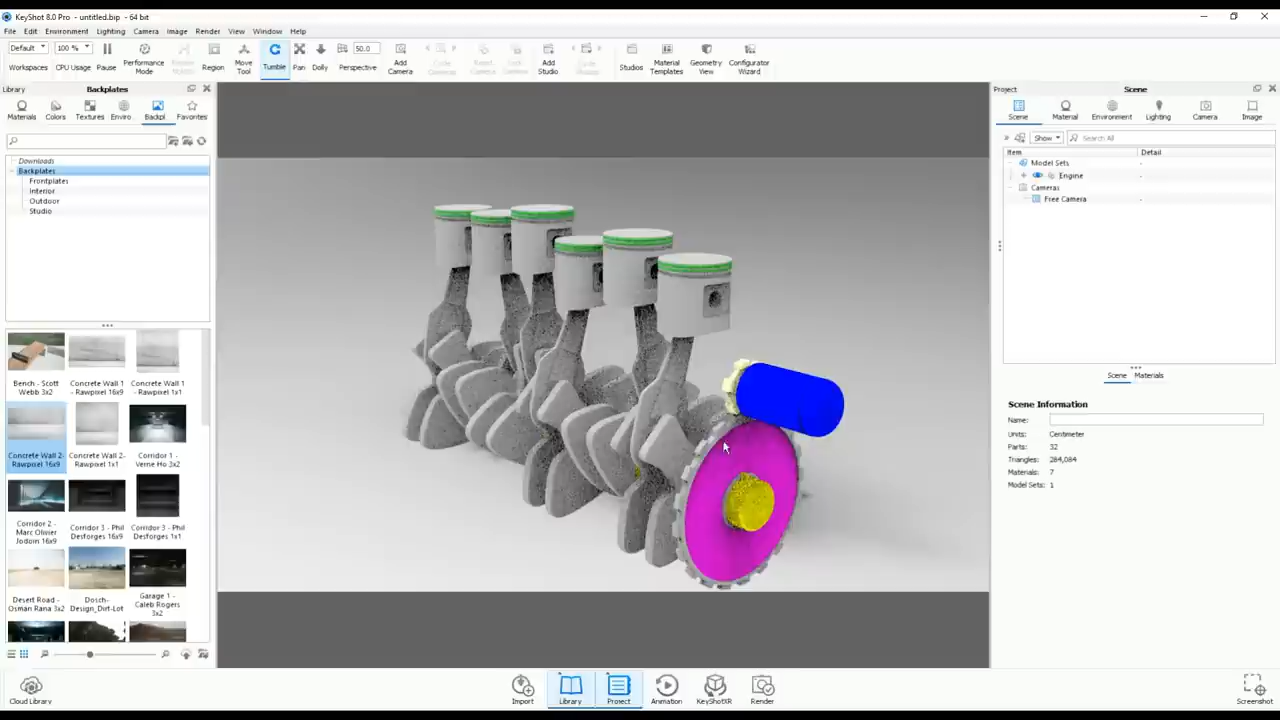 KeyShot 8.0 Pro - untitled.bip - 64 bit
File Edit Environment Lighting Camera Image Render View Window Help
Default 100 % 50.0
Workspaces CPU Usage Pause Performance Mode Region Move Tool Tumble Pan Dolly Perspective Add Camera Reset Camera Lock Camera Add Studio Studios Material Templates Geometry View Configurator Wizard
Library Backplates
Materials Colors Textures Enviro Backpl Favorites
Downloads
Backplates
Frontplates
Interior
Outdoor
Studio
Bench - Scott Webb 3x2
Concrete Wall 1 - Rawpixel 16x9
Concrete Wall 1 - Rawpixel 1x1
Concrete Wall 2- Rawpixel 16x9
Concrete Wall 2- Rawpixel 1x1
Corridor 1 - Verne Ho 3x2
Corridor 2 - Marc Olivier Jodoin 16x9
Corridor 3 - Phil Desforges 16x9
Corridor 3 - Phil Desforges 1x1
Desert Road - Osman Rana 3x2
Dosch-Design_Dirt-Lot
Garage 1 - Caleb Rogers 3x2
Project Scene
Scene Material Environment Lighting Camera Image
Show Search All
Item Detail
Model Sets -
Engine -
Cameras
Free Camera -
Scene Materials
Scene Information
Name:
Units: Centimeter
Parts: 32
Triangles: 284,084
Materials: 7
Model Sets: 1
Cloud Library Import Library Project Animation KeyShotXR Render Screenshot